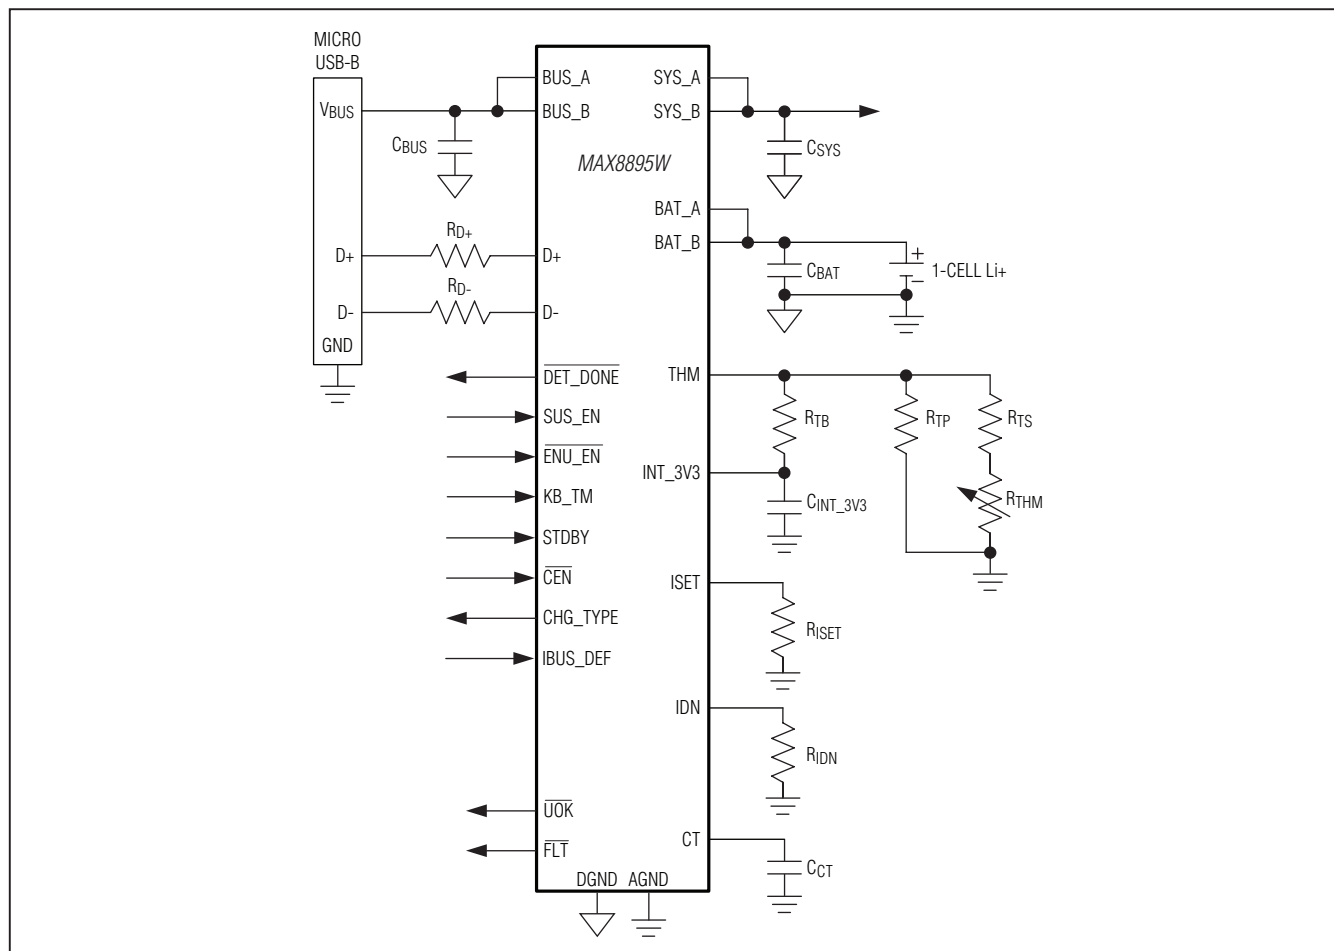 MICRO
USB-B
VBUS
D+
D-
GND
CBUS
RD+
RD-
BUS_A
BUS_B
MAX8895W
D+
D-
DET_DONE
SUS_EN
ENU_EN
KB_TM
STDBY
CEN
CHG_TYPE
IBUS_DEF
UOK
FLT
DGND AGND
SYS_A
SYS_B
CSYS
BAT_A
BAT_B
CBAT
+
−
1-CELL Li+
THM
RTB
RTP
RTS
INT_3V3
CINT_3V3
RTHM
ISET
RISET
IDN
RIDN
CT
CCT